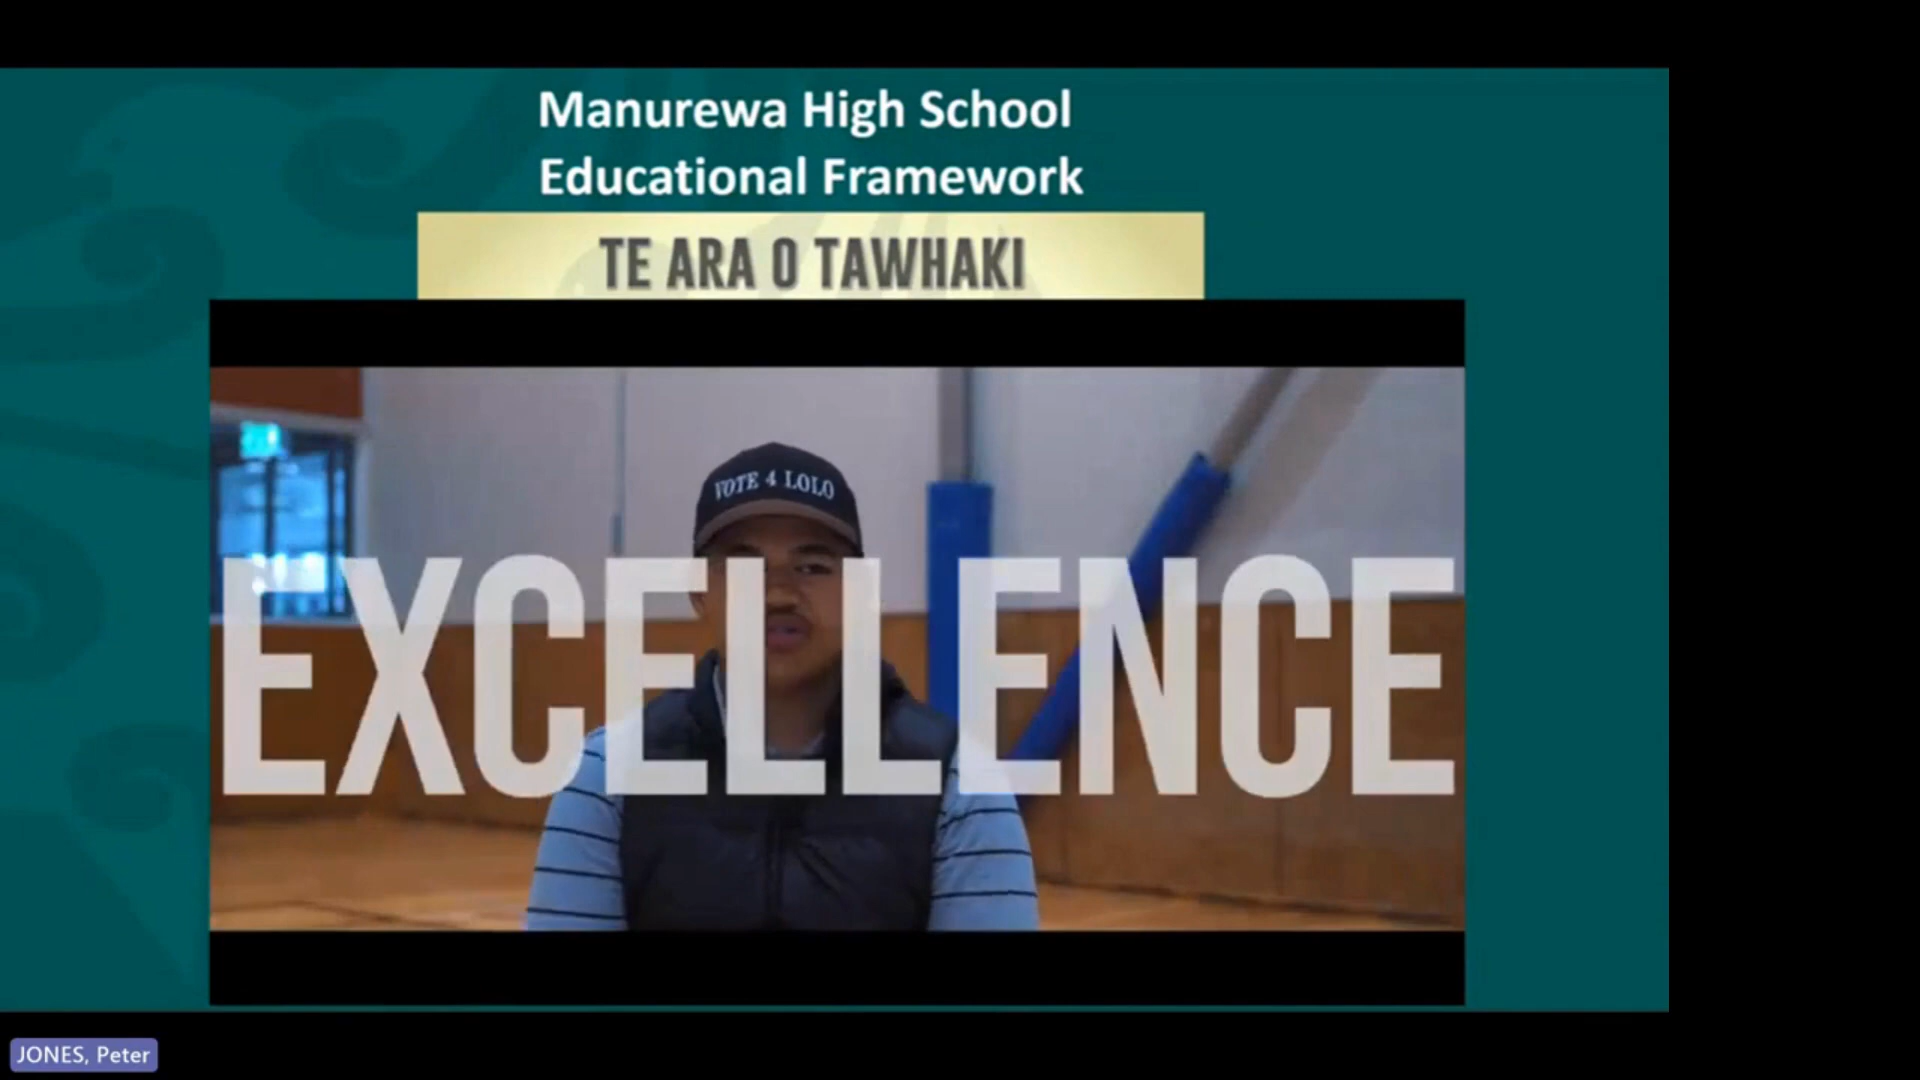 Manurewa High School
Educational Framework
TE ARA O TAWHAKI
VOTE 4 LOLO
EXCELLENCE
JONES, Peter